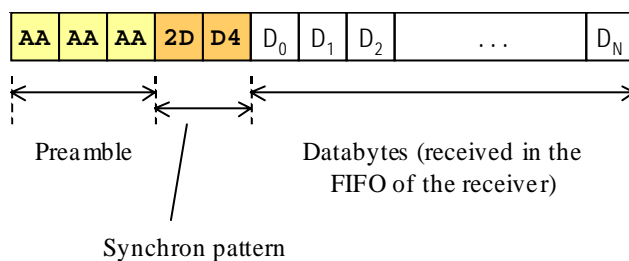 AA AA AA 2D D4 D0 D1 D2 ... DN
Preamble
Databytes (received in the
FIFO of the receiver)
Synchron pattern